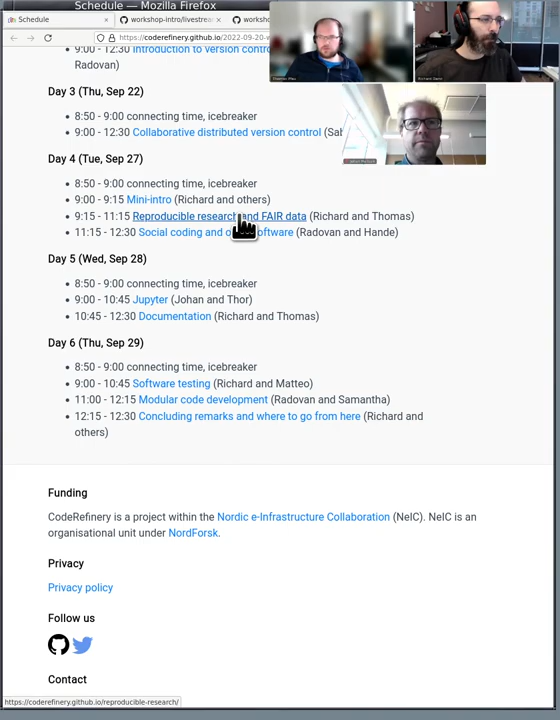 Schedule — Mozilla Firefox
Schedule
workshop-intro/livestream
worksho
https://coderefinery.github.io/2022-09-20-w
9:00 - 12:30 Introduction to version contro
Radovan)
Day 3 (Thu, Sep 22)
8:50 - 9:00 connecting time, icebreaker
9:00 - 12:30 Collaborative distributed version control (Sab
Day 4 (Tue, Sep 27)
8:50 - 9:00 connecting time, icebreaker
9:00 - 9:15 Mini-intro (Richard and others)
9:15 - 11:15 Reproducible research and FAIR data (Richard and Thomas)
11:15 - 12:30 Social coding and o software (Radovan and Hande)
Day 5 (Wed, Sep 28)
8:50 - 9:00 connecting time, icebreaker
9:00 - 10:45 Jupyter (Johan and Thor)
10:45 - 12:30 Documentation (Richard and Thomas)
Day 6 (Thu, Sep 29)
8:50 - 9:00 connecting time, icebreaker
9:00 - 10:45 Software testing (Richard and Matteo)
11:00 - 12:15 Modular code development (Radovan and Samantha)
12:15 - 12:30 Concluding remarks and where to go from here (Richard and
others)
Funding
CodeRefinery is a project within the Nordic e-Infrastructure Collaboration (NeIC). NeIC is an
organisational unit under NordForsk.
Privacy
Privacy policy
Follow us
Contact
https://coderefinery.github.io/reproducible-research/